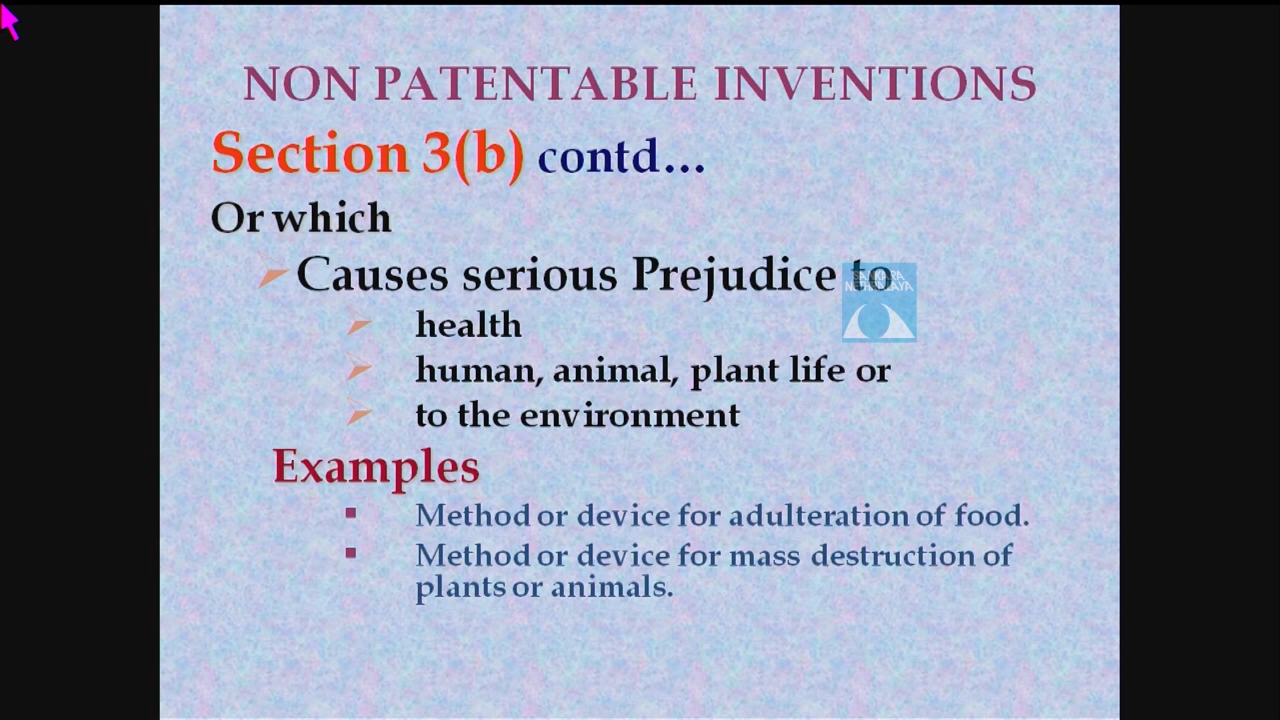 NON PATENTABLE INVENTIONS
Section 3(b) contd...
Or which
Causes serious Prejudice to
SANKARA
NETHRALAYA
health
human, animal, plant life or
to the environment
Examples
Method or device for adulteration of food.
Method or device for mass destruction of
plants or animals.